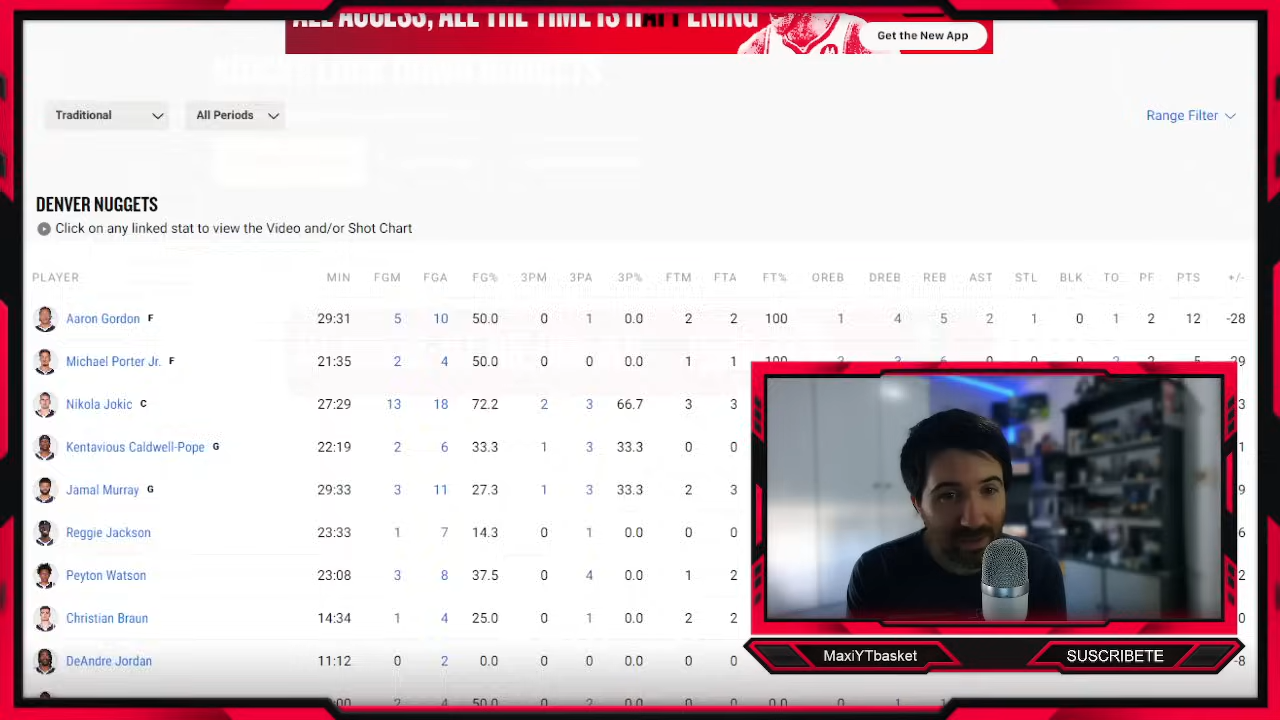 ALL ACCESS, ALL THE TIME IS HAPPENING
Get the New App
Traditional All Periods Range Filter
DENVER NUGGETS
Click on any linked stat to view the Video and/or Shot Chart
PLAYER MIN FGM FGA FG% 3PM 3PA 3P% FTM FTA FT% OREB DREB REB AST STL BLK TO PF PTS +/-
Aaron Gordon F 29:31 5 10 50.0 0 1 0.0 2 2 100 1 4 5 2 1 0 1 2 12 -28
Michael Porter Jr. F 21:35 2 4 50.0 0 0 0.0 1 1 100
Nikola Jokic C 27:29 13 18 72.2 2 3 66.7 3 3 3
Kentavious Caldwell-Pope G 22:19 2 6 33.3 1 3 33.3 0 0 1
Jamal Murray G 29:33 3 11 27.3 1 3 33.3 2 3 9
Reggie Jackson 23:33 1 7 14.3 0 1 0.0 0 0 6
Peyton Watson 23:08 3 8 37.5 0 4 0.0 1 2 2
Christian Braun 14:34 1 4 25.0 0 1 0.0 2 2 0
DeAndre Jordan 11:12 0 2 0.0 0 0 0.0 0 0 -8
MaxiYTbasket SUSCRIBETE